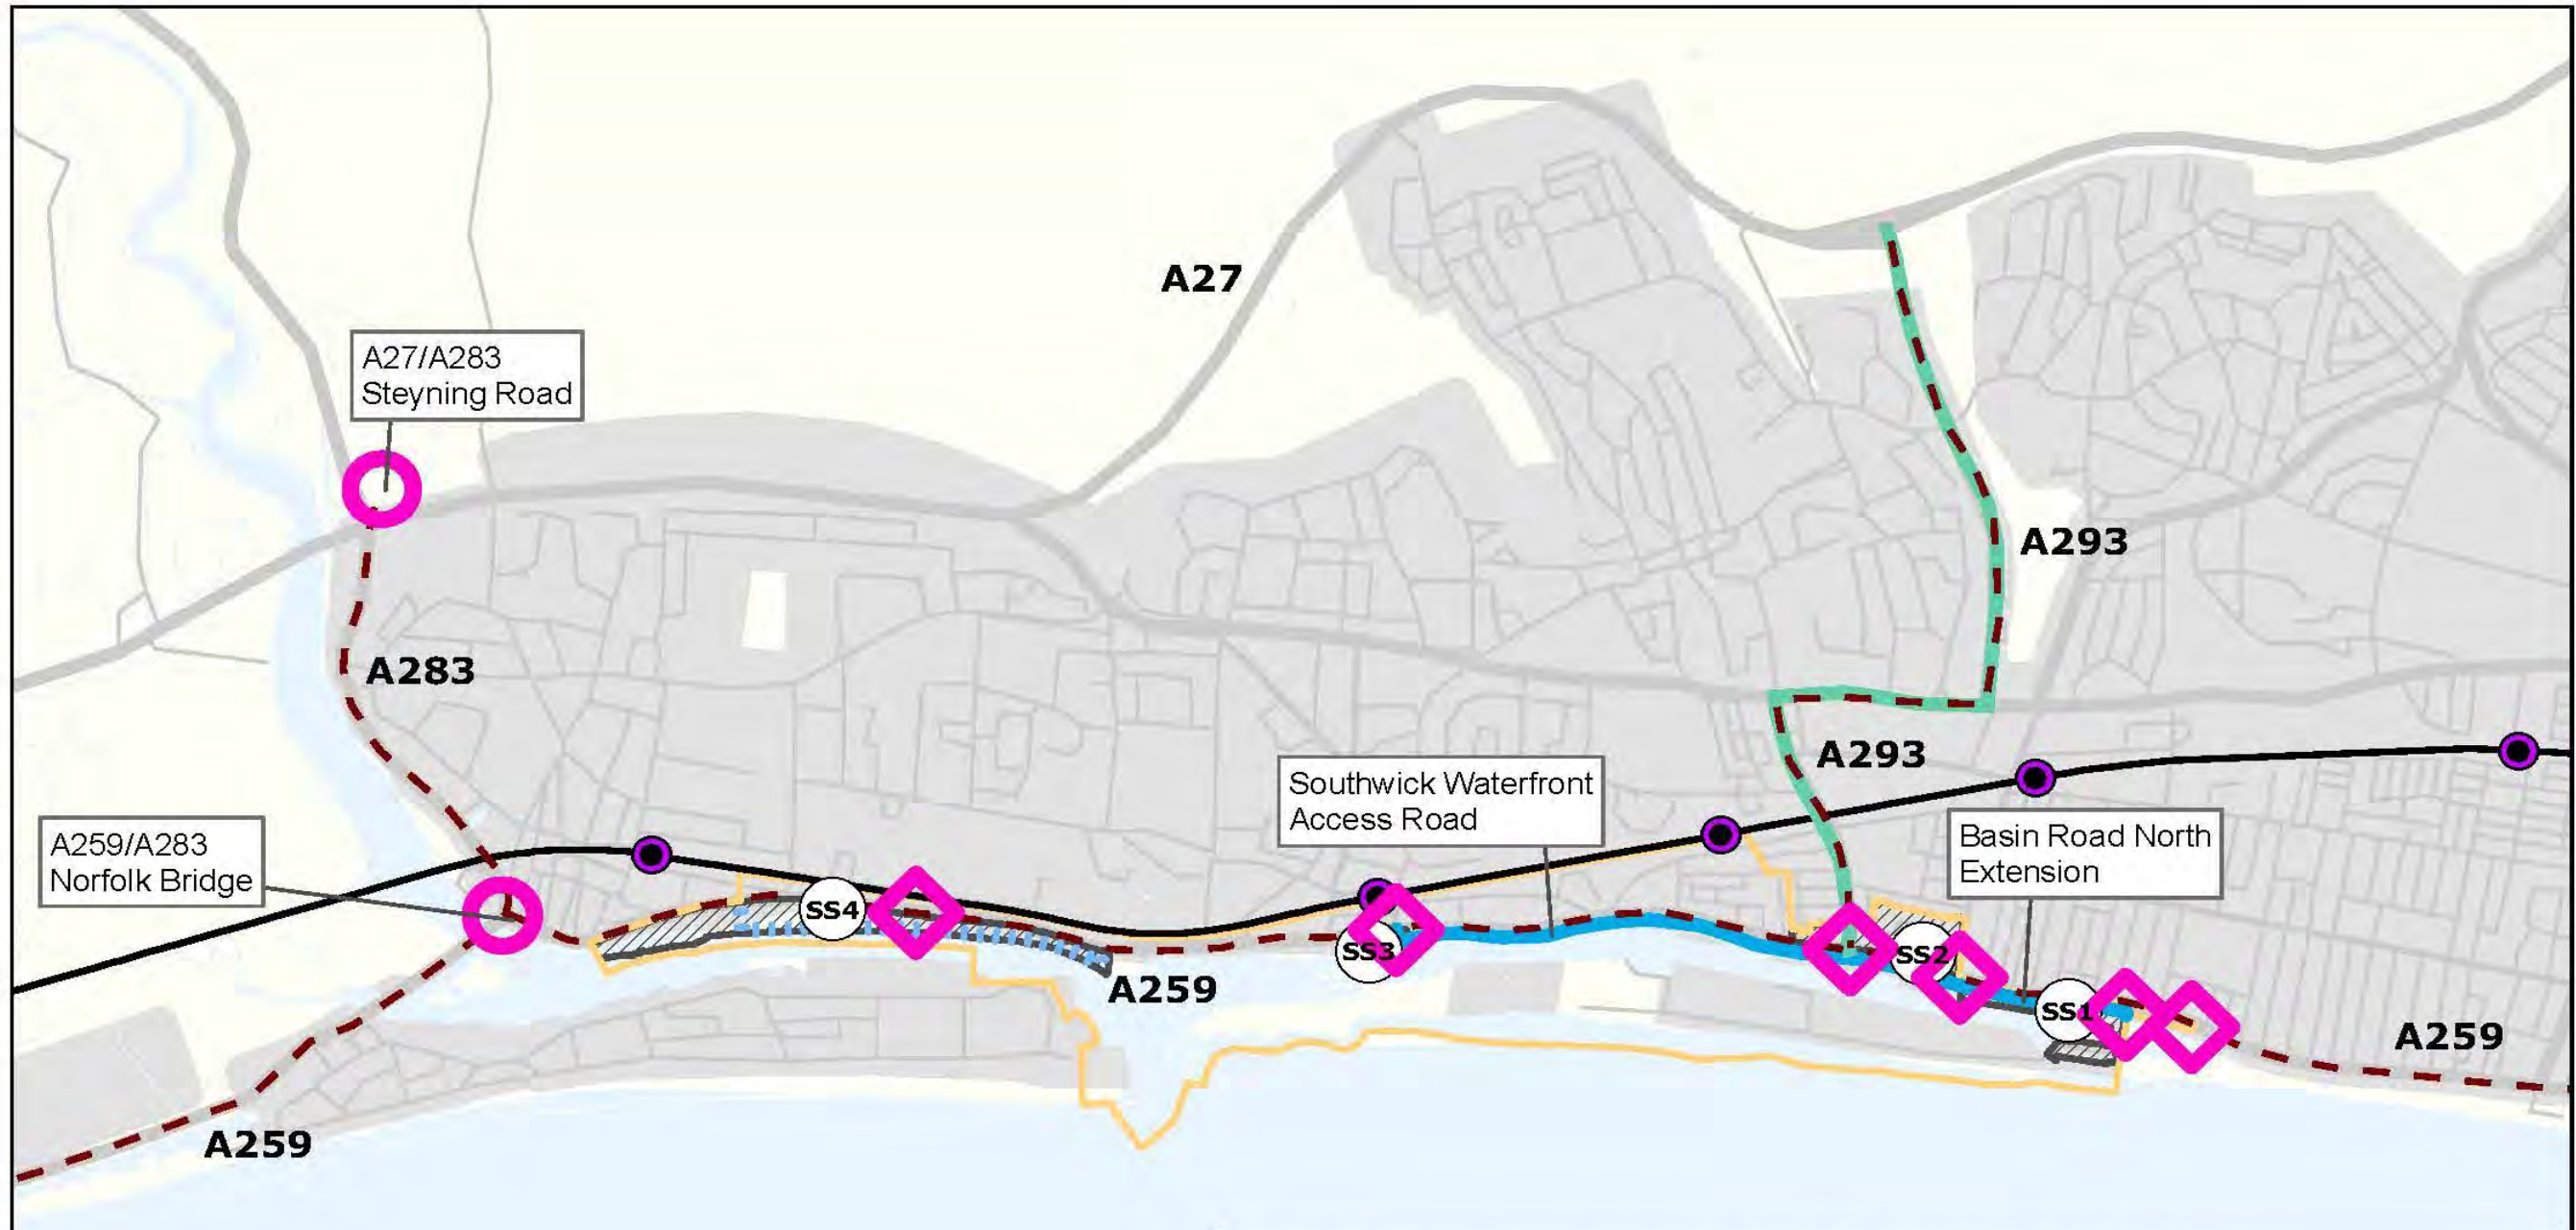 A27
A27/A283
Steyning Road
A293
A283
A293
Southwick Waterfront
Access Road
Basin Road North
Extension
A259/A283
Norfolk Bridge
SS4
SS3
SS2
SS1
A259
A259
A259